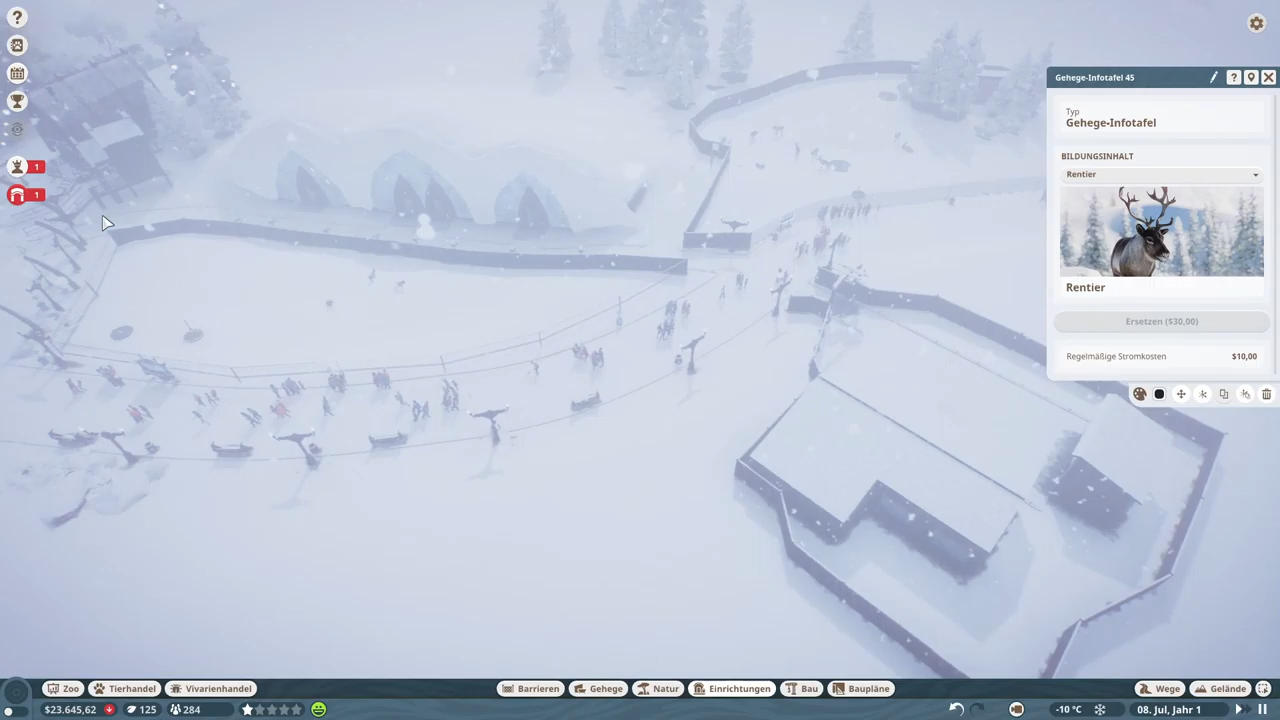 ?
Gehege-Infotafel 45
?
Typ
Gehege-Infotafel
BILDUNGSINHALT
Rentier
Rentier
Ersetzen ($30,00)
Regelmäßige Stromkosten $10,00
1
1
Zoo Tierhandel Vivarienhandel Barrieren Gehege Natur Einrichtungen Bau Baupläne Wege Gelände
$23.645,62 125 284 -10 °C 08. Jul, Jahr 1